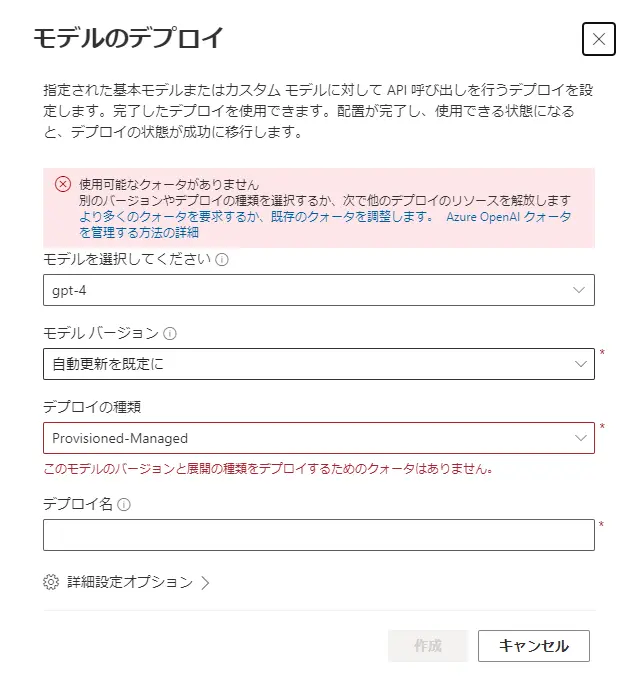 モデルのデプロイ
指定された基本モデルまたはカスタム モデルに対して API 呼び出しを行うデプロイを設
定します。完了したデプロイを使用できます。配置が完了し、使用できる状態になる
と、デプロイの状態が成功に移行します。
使用可能なクォータがありません
別のバージョンやデプロイの種類を選択するか、次で他のデプロイのリソースを解放します
より多くのクォータを要求するか、既存のクォータを調整します。 Azure OpenAI クォータ
を管理する方法の詳細
モデルを選択してください
gpt-4
モデル バージョン
自動更新を既定に
*
デプロイの種類
Provisioned-Managed
*
このモデルのバージョンと展開の種類をデプロイするためのクォータはありません。
デプロイ名
*
詳細設定オプション
作成 キャンセル